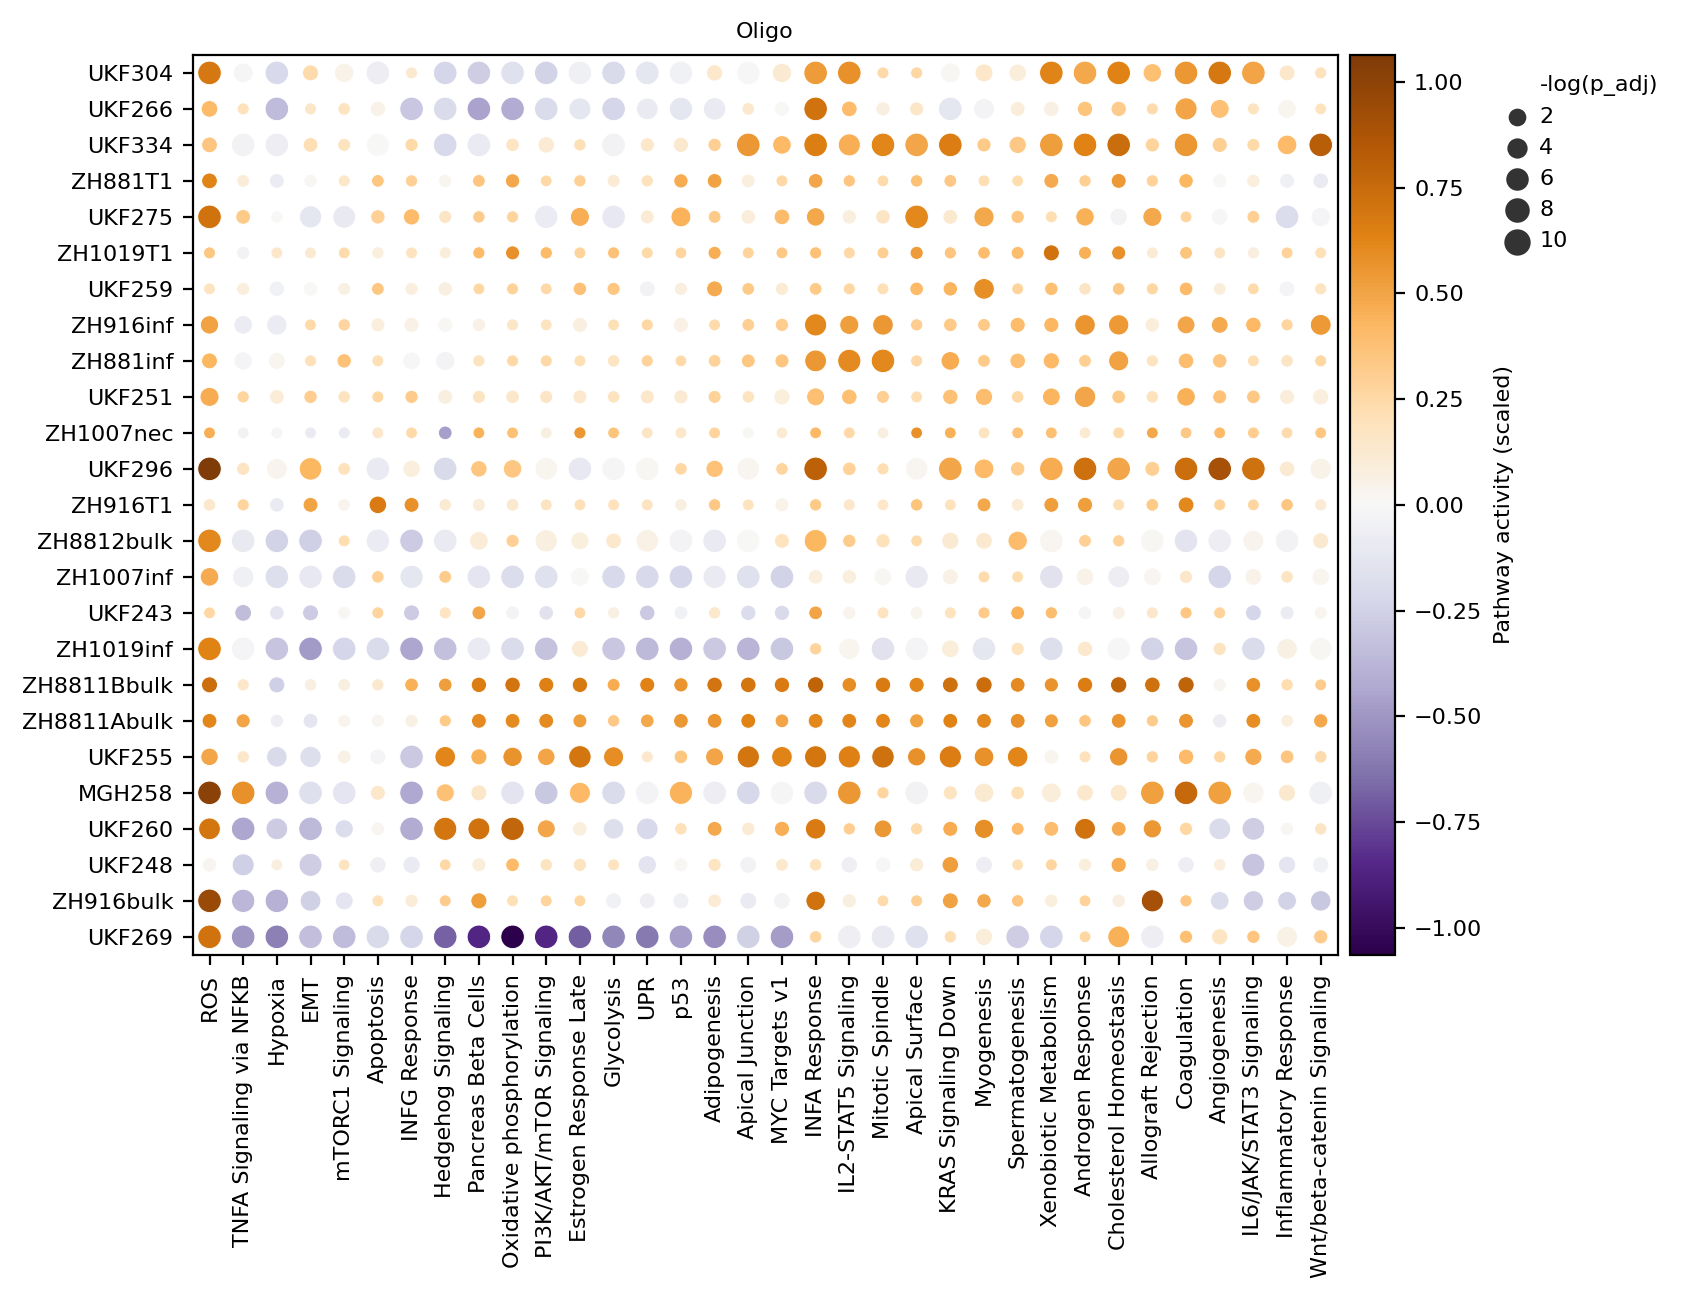 Oligo
UKF304
UKF266
UKF334
ZH881T1
UKF275
ZH1019T1
UKF259
ZH916inf
ZH881inf
UKF251
ZH1007nec
UKF296
ZH916T1
ZH8812bulk
ZH1007inf
UKF243
ZH1019inf
ZH8811Bbulk
ZH8811Abulk
UKF255
MGH258
UKF260
UKF248
ZH916bulk
UKF269
ROS
TNFA Signaling via NFKB
Hypoxia
EMT
mTORC1 Signaling
Apoptosis
INFG Response
Hedgehog Signaling
Pancreas Beta Cells
Oxidative phosphorylation
PI3K/AKT/mTOR Signaling
Estrogen Response Late
Glycolysis
UPR
p53
Adipogenesis
Apical Junction
MYC Targets v1
INFA Response
IL2-STAT5 Signaling
Mitotic Spindle
Apical Surface
KRAS Signaling Down
Myogenesis
Spermatogenesis
Xenobiotic Metabolism
Androgen Response
Cholesterol Homeostasis
Allograft Rejection
Coagulation
Angiogenesis
IL6/JAK/STAT3 Signaling
Inflammatory Response
Wnt/beta-catenin Signaling
1.00
0.75
0.50
0.25
0.00
−0.25
−0.50
−0.75
−1.00
Pathway activity (scaled)
-log(p_adj)
2
4
6
8
10